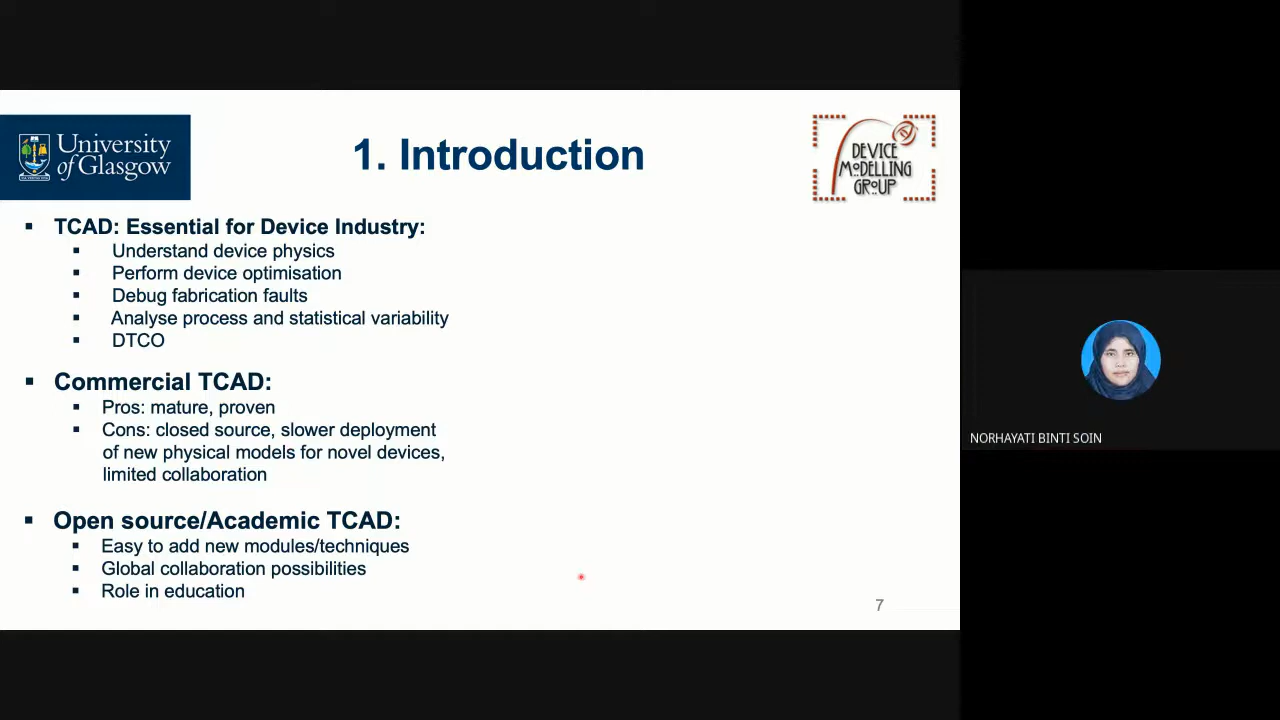 University
of Glasgow
1. Introduction
DEVICE
MODELLING
GROUP
▪ TCAD: Essential for Device Industry:
▪ Understand device physics
▪ Perform device optimisation
▪ Debug fabrication faults
▪ Analyse process and statistical variability
▪ DTCO
▪ Commercial TCAD:
▪ Pros: mature, proven
▪ Cons: closed source, slower deployment
of new physical models for novel devices,
limited collaboration
▪ Open source/Academic TCAD:
▪ Easy to add new modules/techniques
▪ Global collaboration possibilities
▪ Role in education
7
NORHAYATI BINTI SOIN